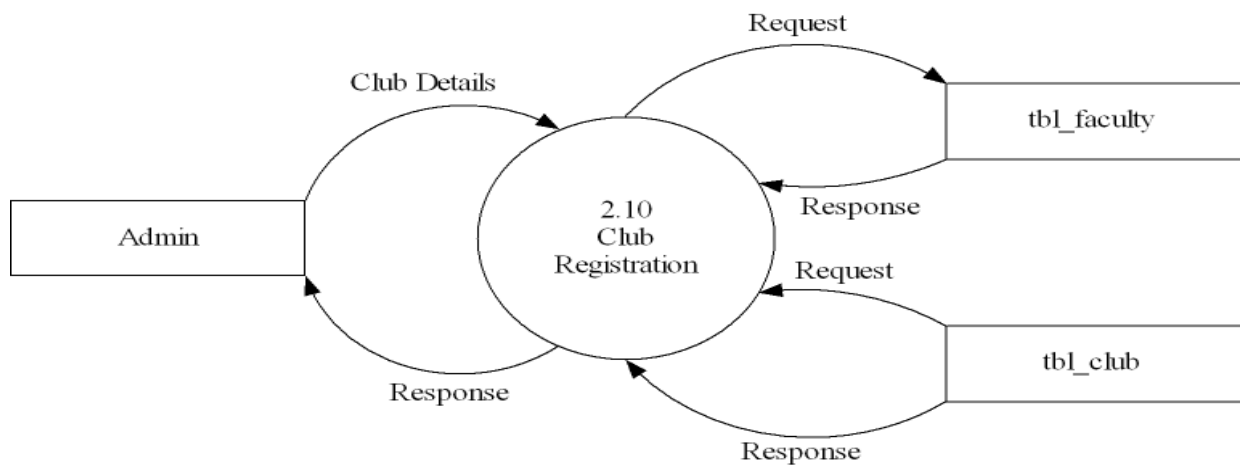 Request
Club Details
tbl_faculty
Admin
2.10
Club
Registration
Response
Request
tbl_club
Response
Response